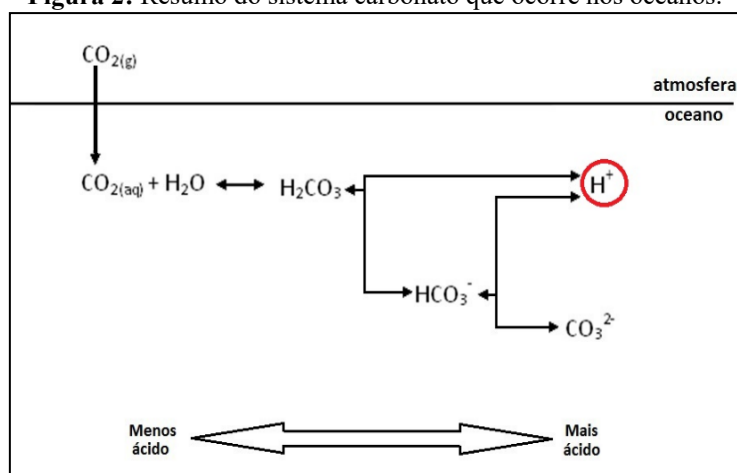 Figura 2: Resumo do sistema carbonato que ocorre nos oceanos.
CO₂(g)
atmosfera
oceano
CO₂(aq) + H₂O ↔ H₂CO₃
H⁺
HCO₃⁻
CO₃²⁻
Menos ácido
Mais ácido